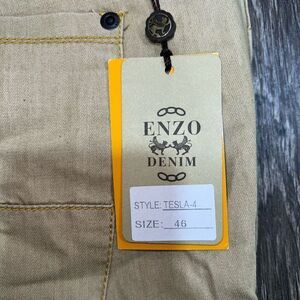 ENZO
DENIM
STYLE: TESLA-4
SIZE: 46